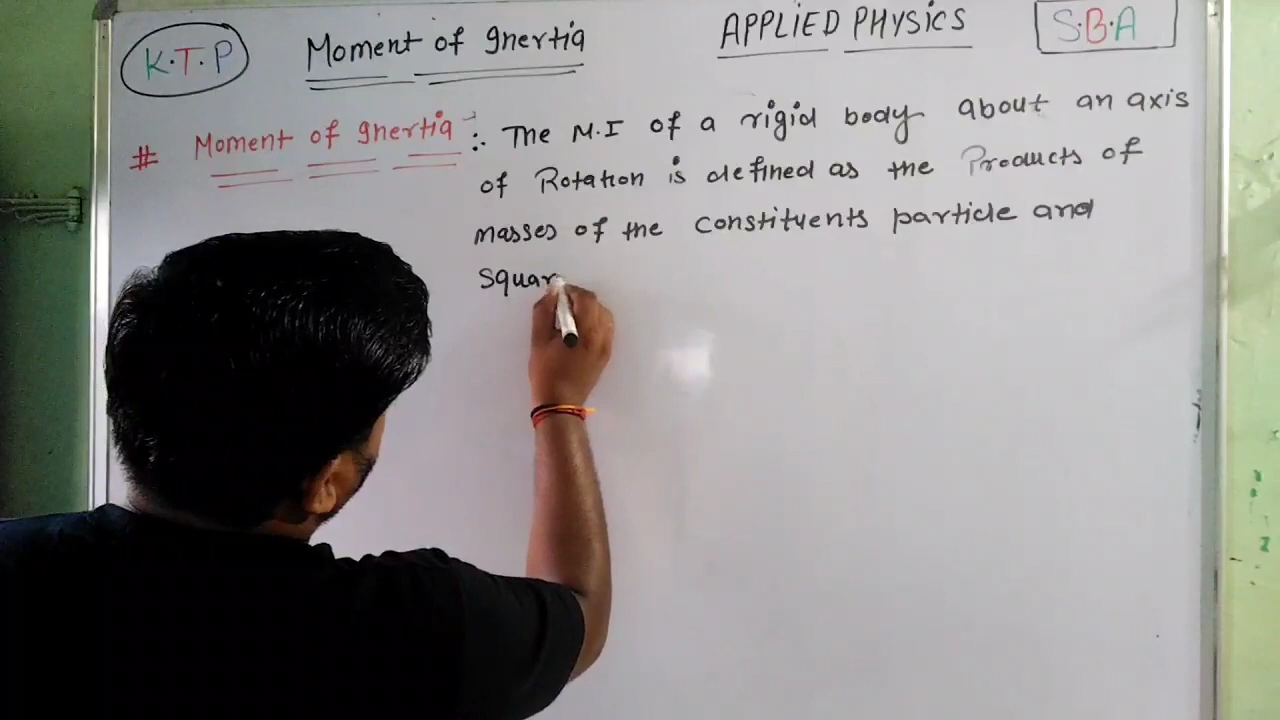 K.T.P
Moment of Inertia
APPLIED PHYSICS
S.B.A
# Moment of Inertia :- The M.I of a rigid body about an axis
of Rotation is defined as the Products of
masses of the constituents particle and
Squar